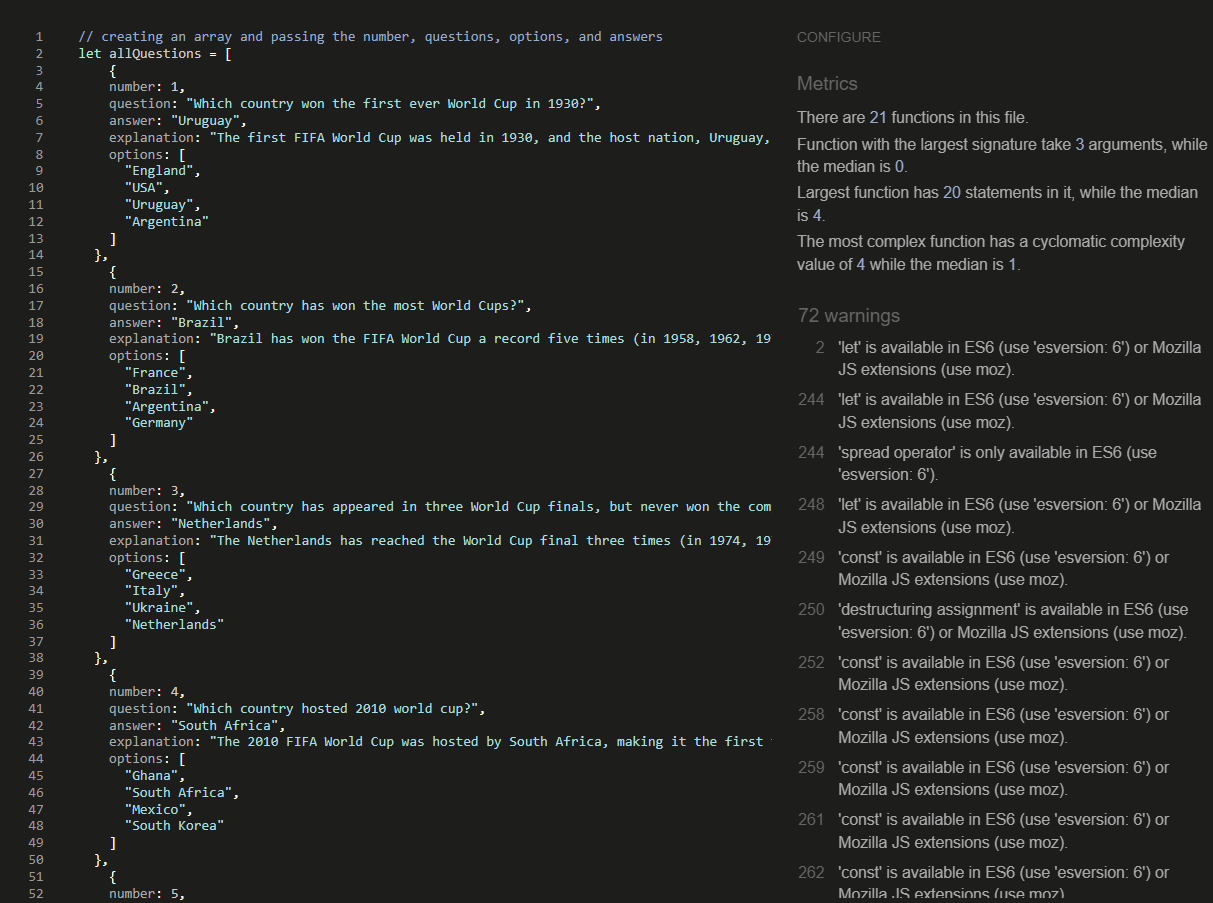 1 // creating an array and passing the number, questions, options, and answers
2 let allQuestions = [
3 {
4 number: 1,
5 question: "Which country won the first ever World Cup in 1930?",
6 answer: "Uruguay",
7 explanation: "The first FIFA World Cup was held in 1930, and the host nation, Uruguay,
8 options: [
9 "England",
10 "USA",
11 "Uruguay",
12 "Argentina"
13 ]
14 },
15 {
16 number: 2,
17 question: "Which country has won the most World Cups?",
18 answer: "Brazil",
19 explanation: "Brazil has won the FIFA World Cup a record five times (in 1958, 1962, 19
20 options: [
21 "France",
22 "Brazil",
23 "Argentina",
24 "Germany"
25 ]
26 },
27 {
28 number: 3,
29 question: "Which country has appeared in three World Cup finals, but never won the com
30 answer: "Netherlands",
31 explanation: "The Netherlands has reached the World Cup final three times (in 1974, 19
32 options: [
33 "Greece",
34 "Italy",
35 "Ukraine",
36 "Netherlands"
37 ]
38 },
39 {
40 number: 4,
41 question: "Which country hosted 2010 world cup?",
42 answer: "South Africa",
43 explanation: "The 2010 FIFA World Cup was hosted by South Africa, making it the first
44 options: [
45 "Ghana",
46 "South Africa",
47 "Mexico",
48 "South Korea"
49 ]
50 },
51 {
52 number: 5,
CONFIGURE
Metrics
There are 21 functions in this file.
Function with the largest signature take 3 arguments, while
the median is 0.
Largest function has 20 statements in it, while the median
is 4.
The most complex function has a cyclomatic complexity
value of 4 while the median is 1.
72 warnings
2 'let' is available in ES6 (use 'esversion: 6') or Mozilla
JS extensions (use moz).
244 'let' is available in ES6 (use 'esversion: 6') or Mozilla
JS extensions (use moz).
244 'spread operator' is only available in ES6 (use
'esversion: 6').
248 'let' is available in ES6 (use 'esversion: 6') or Mozilla
JS extensions (use moz).
249 'const' is available in ES6 (use 'esversion: 6') or
Mozilla JS extensions (use moz).
250 'destructuring assignment' is available in ES6 (use
'esversion: 6') or Mozilla JS extensions (use moz).
252 'const' is available in ES6 (use 'esversion: 6') or
Mozilla JS extensions (use moz).
258 'const' is available in ES6 (use 'esversion: 6') or
Mozilla JS extensions (use moz).
259 'const' is available in ES6 (use 'esversion: 6') or
Mozilla JS extensions (use moz).
261 'const' is available in ES6 (use 'esversion: 6') or
Mozilla JS extensions (use moz).
262 'const' is available in ES6 (use 'esversion: 6') or
Mozilla JS extensions (use moz).